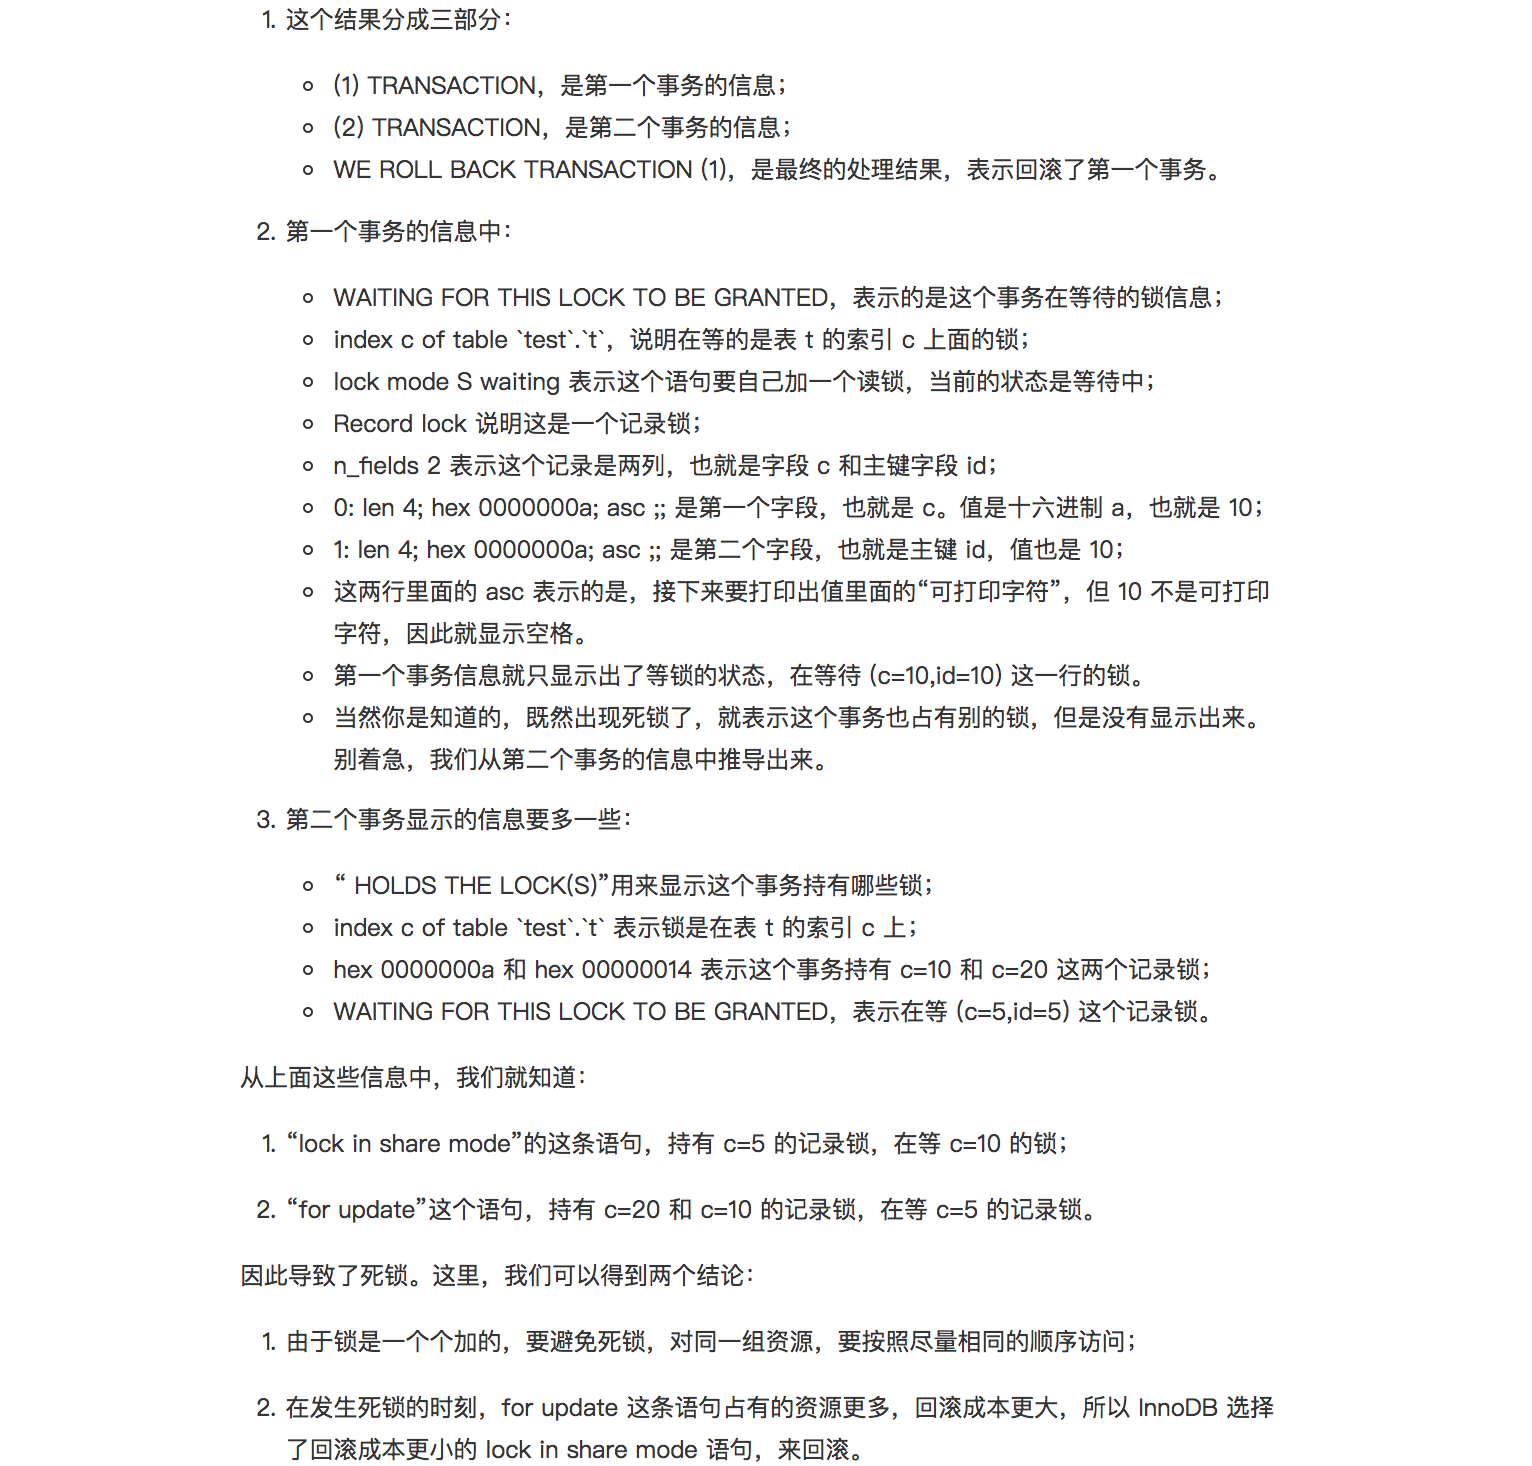 1. 这个结果分成三部分：
(1) TRANSACTION，是第一个事务的信息；
(2) TRANSACTION，是第二个事务的信息；
WE ROLL BACK TRANSACTION (1)，是最终的处理结果，表示回滚了第一个事务。
2. 第一个事务的信息中：
WAITING FOR THIS LOCK TO BE GRANTED，表示的是这个事务在等待的锁信息；
index c of table `test`.`t`，说明在等的是表 t 的索引 c 上面的锁；
lock mode S waiting 表示这个语句要自己加一个读锁，当前的状态是等待中；
Record lock 说明这是一个记录锁；
n_fields 2 表示这个记录是两列，也就是字段 c 和主键字段 id；
0: len 4; hex 0000000a; asc ;; 是第一个字段，也就是 c。值是十六进制 a，也就是 10；
1: len 4; hex 0000000a; asc ;; 是第二个字段，也就是主键 id，值也是 10；
这两行里面的 asc 表示的是，接下来要打印出值里面的“可打印字符”，但 10 不是可打印
字符，因此就显示空格。
第一个事务信息就只显示出了等锁的状态，在等待 (c=10,id=10) 这一行的锁。
当然你是知道的，既然出现死锁了，就表示这个事务也占有别的锁，但是没有显示出来。
别着急，我们从第二个事务的信息中推导出来。
3. 第二个事务显示的信息要多一些：
“ HOLDS THE LOCK(S)”用来显示这个事务持有哪些锁；
index c of table `test`.`t` 表示锁是在表 t 的索引 c 上；
hex 0000000a 和 hex 00000014 表示这个事务持有 c=10 和 c=20 这两个记录锁；
WAITING FOR THIS LOCK TO BE GRANTED，表示在等 (c=5,id=5) 这个记录锁。
从上面这些信息中，我们就知道：
1. “lock in share mode”的这条语句，持有 c=5 的记录锁，在等 c=10 的锁；
2. “for update”这个语句，持有 c=20 和 c=10 的记录锁，在等 c=5 的记录锁。
因此导致了死锁。这里，我们可以得到两个结论：
1. 由于锁是一个个加的，要避免死锁，对同一组资源，要按照尽量相同的顺序访问；
2. 在发生死锁的时刻，for update 这条语句占有的资源更多，回滚成本更大，所以 InnoDB 选择
了回滚成本更小的 lock in share mode 语句，来回滚。